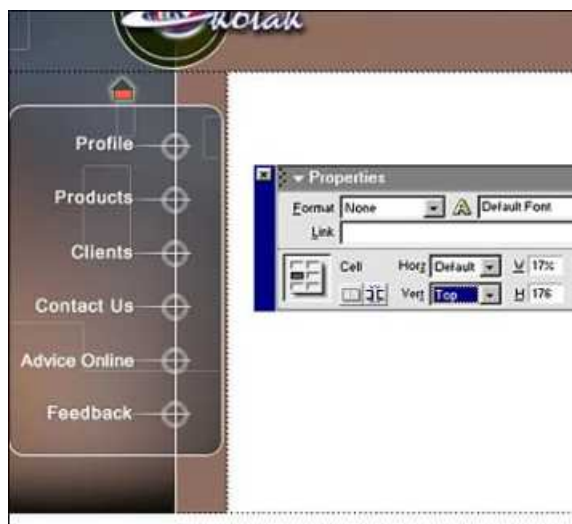 kolak
Profile
Products
Clients
Contact Us
Advice Online
Feedback
Properties
Format None Default Font
Link
Cell Horz Default W 17%
Vert Top H 176